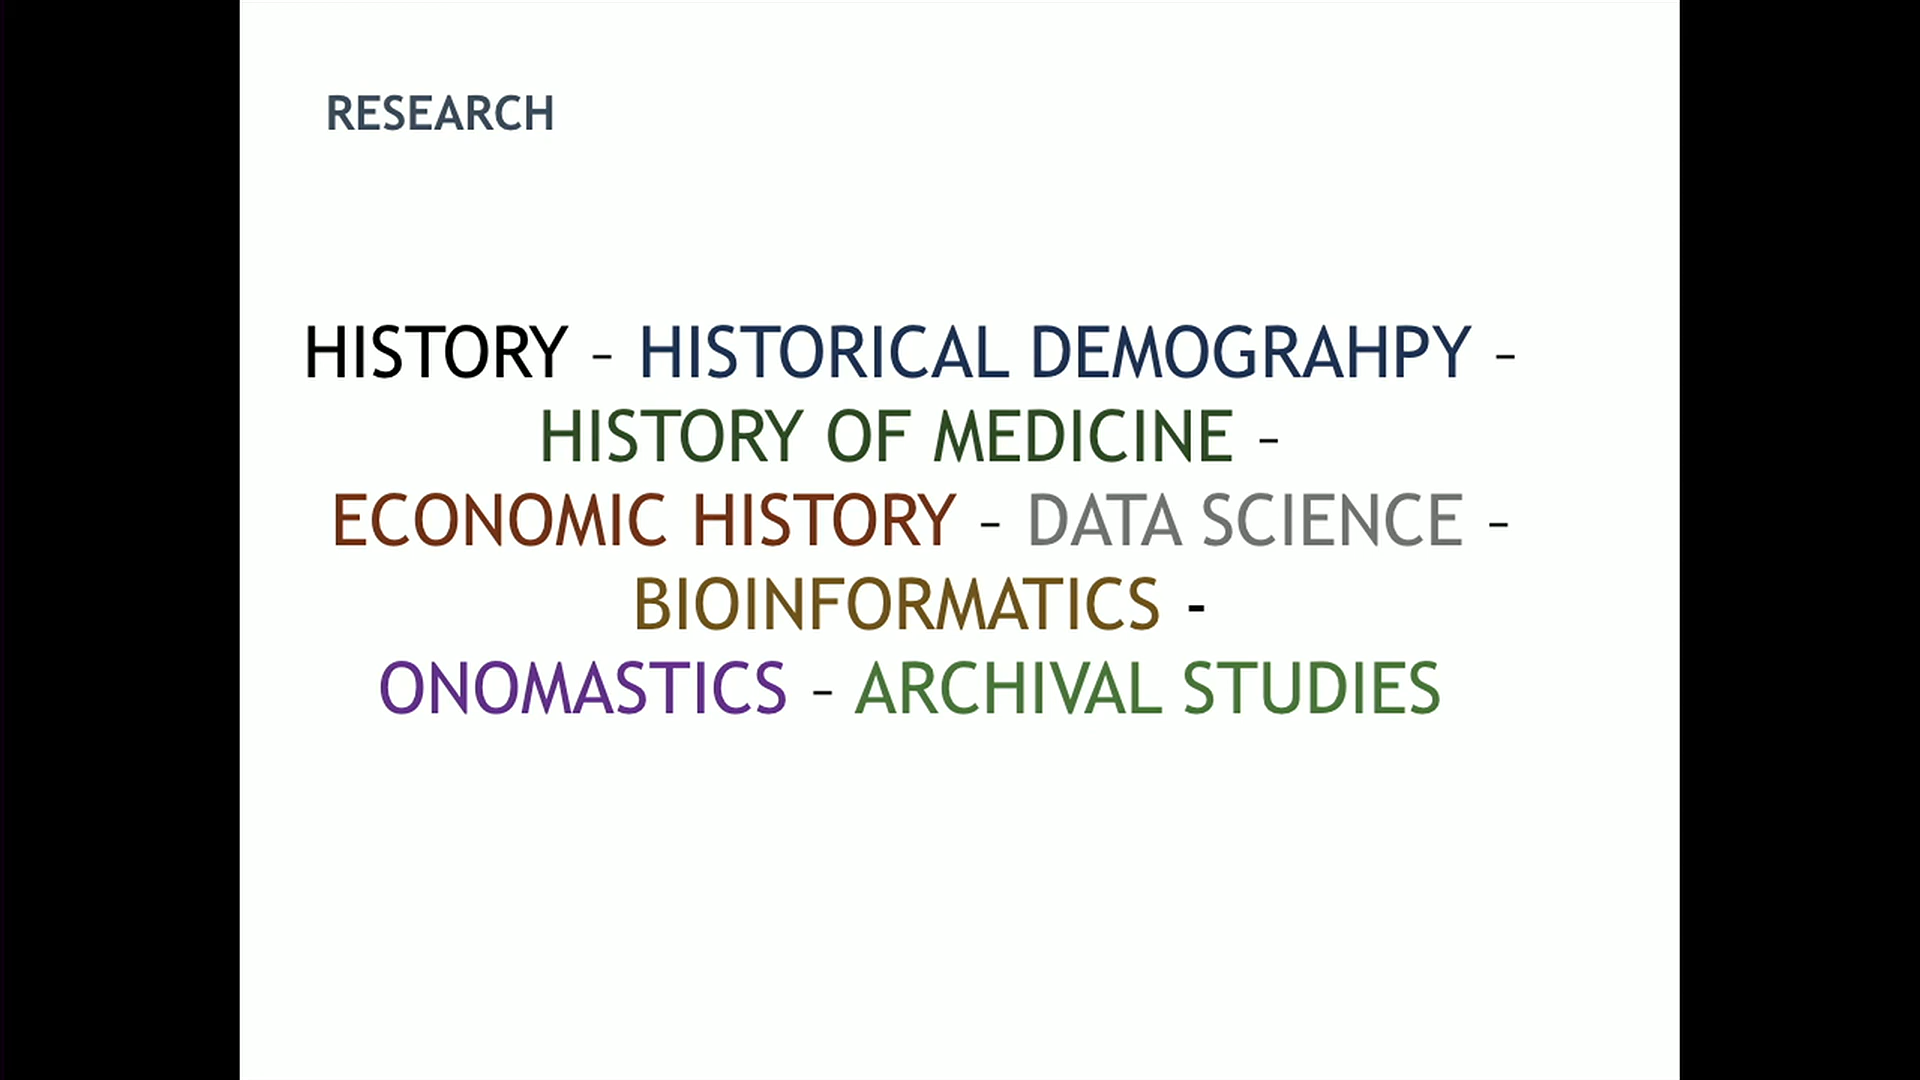 RESEARCH
HISTORY – HISTORICAL DEMOGRAHPY –
HISTORY OF MEDICINE –
ECONOMIC HISTORY – DATA SCIENCE –
BIOINFORMATICS -
ONOMASTICS – ARCHIVAL STUDIES